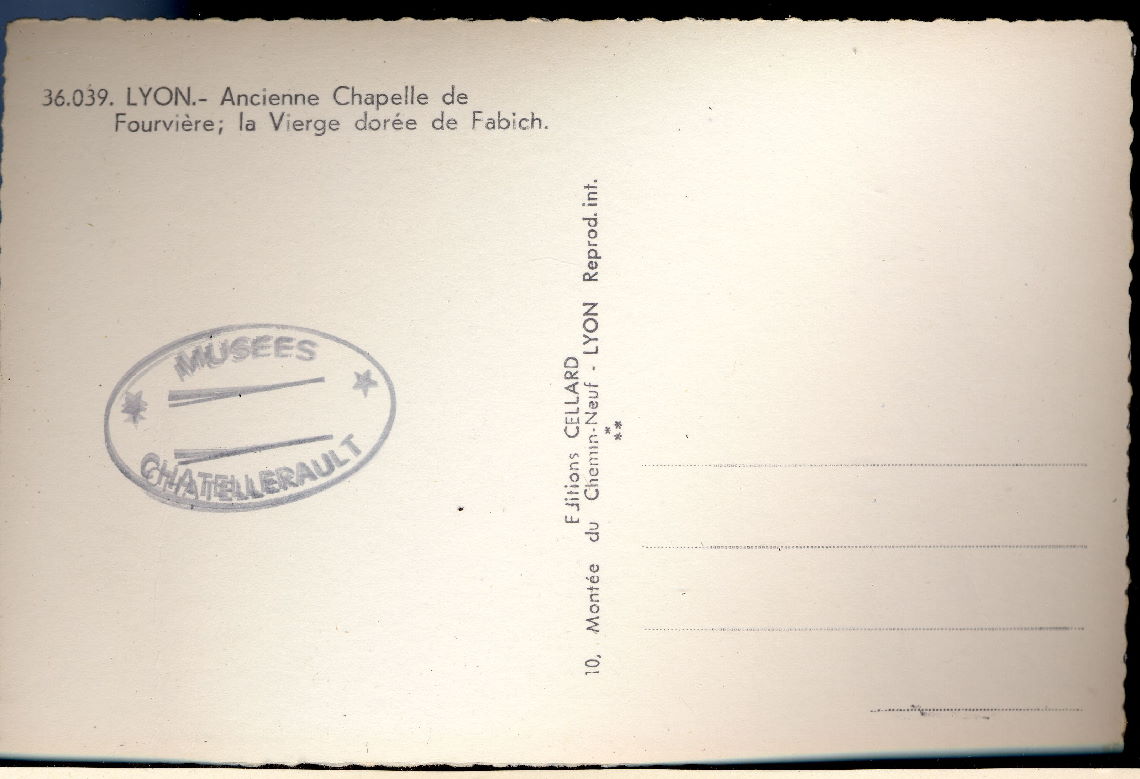 36.039. LYON.- Ancienne Chapelle de
Fourvière; la Vierge dorée de Fabich.
MUSEES
CHATELLERAULT
Editions CELLARD
10, Montée du Chemin-Neuf - LYON Reprod. int.